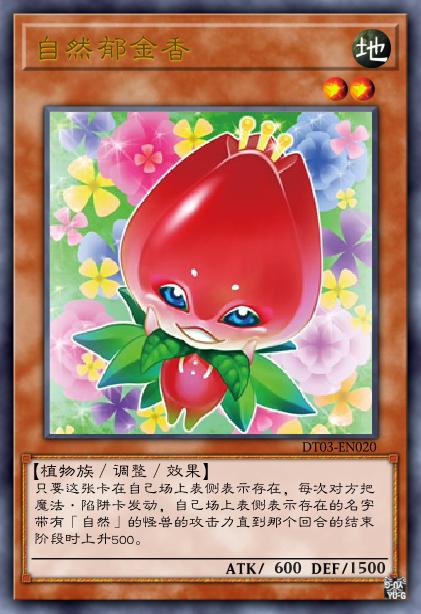 自然郁金香
地
DT03-EN020
【植物族／调整／效果】
只要这张卡在自己场上表侧表示存在，每次对方把
魔法·陷阱卡发动，自己场上表侧表示存在的名字
带有「自然」的怪兽的攻击力直到那个回合的结束
阶段时上升500。
ATK/ 600 DEF/1500